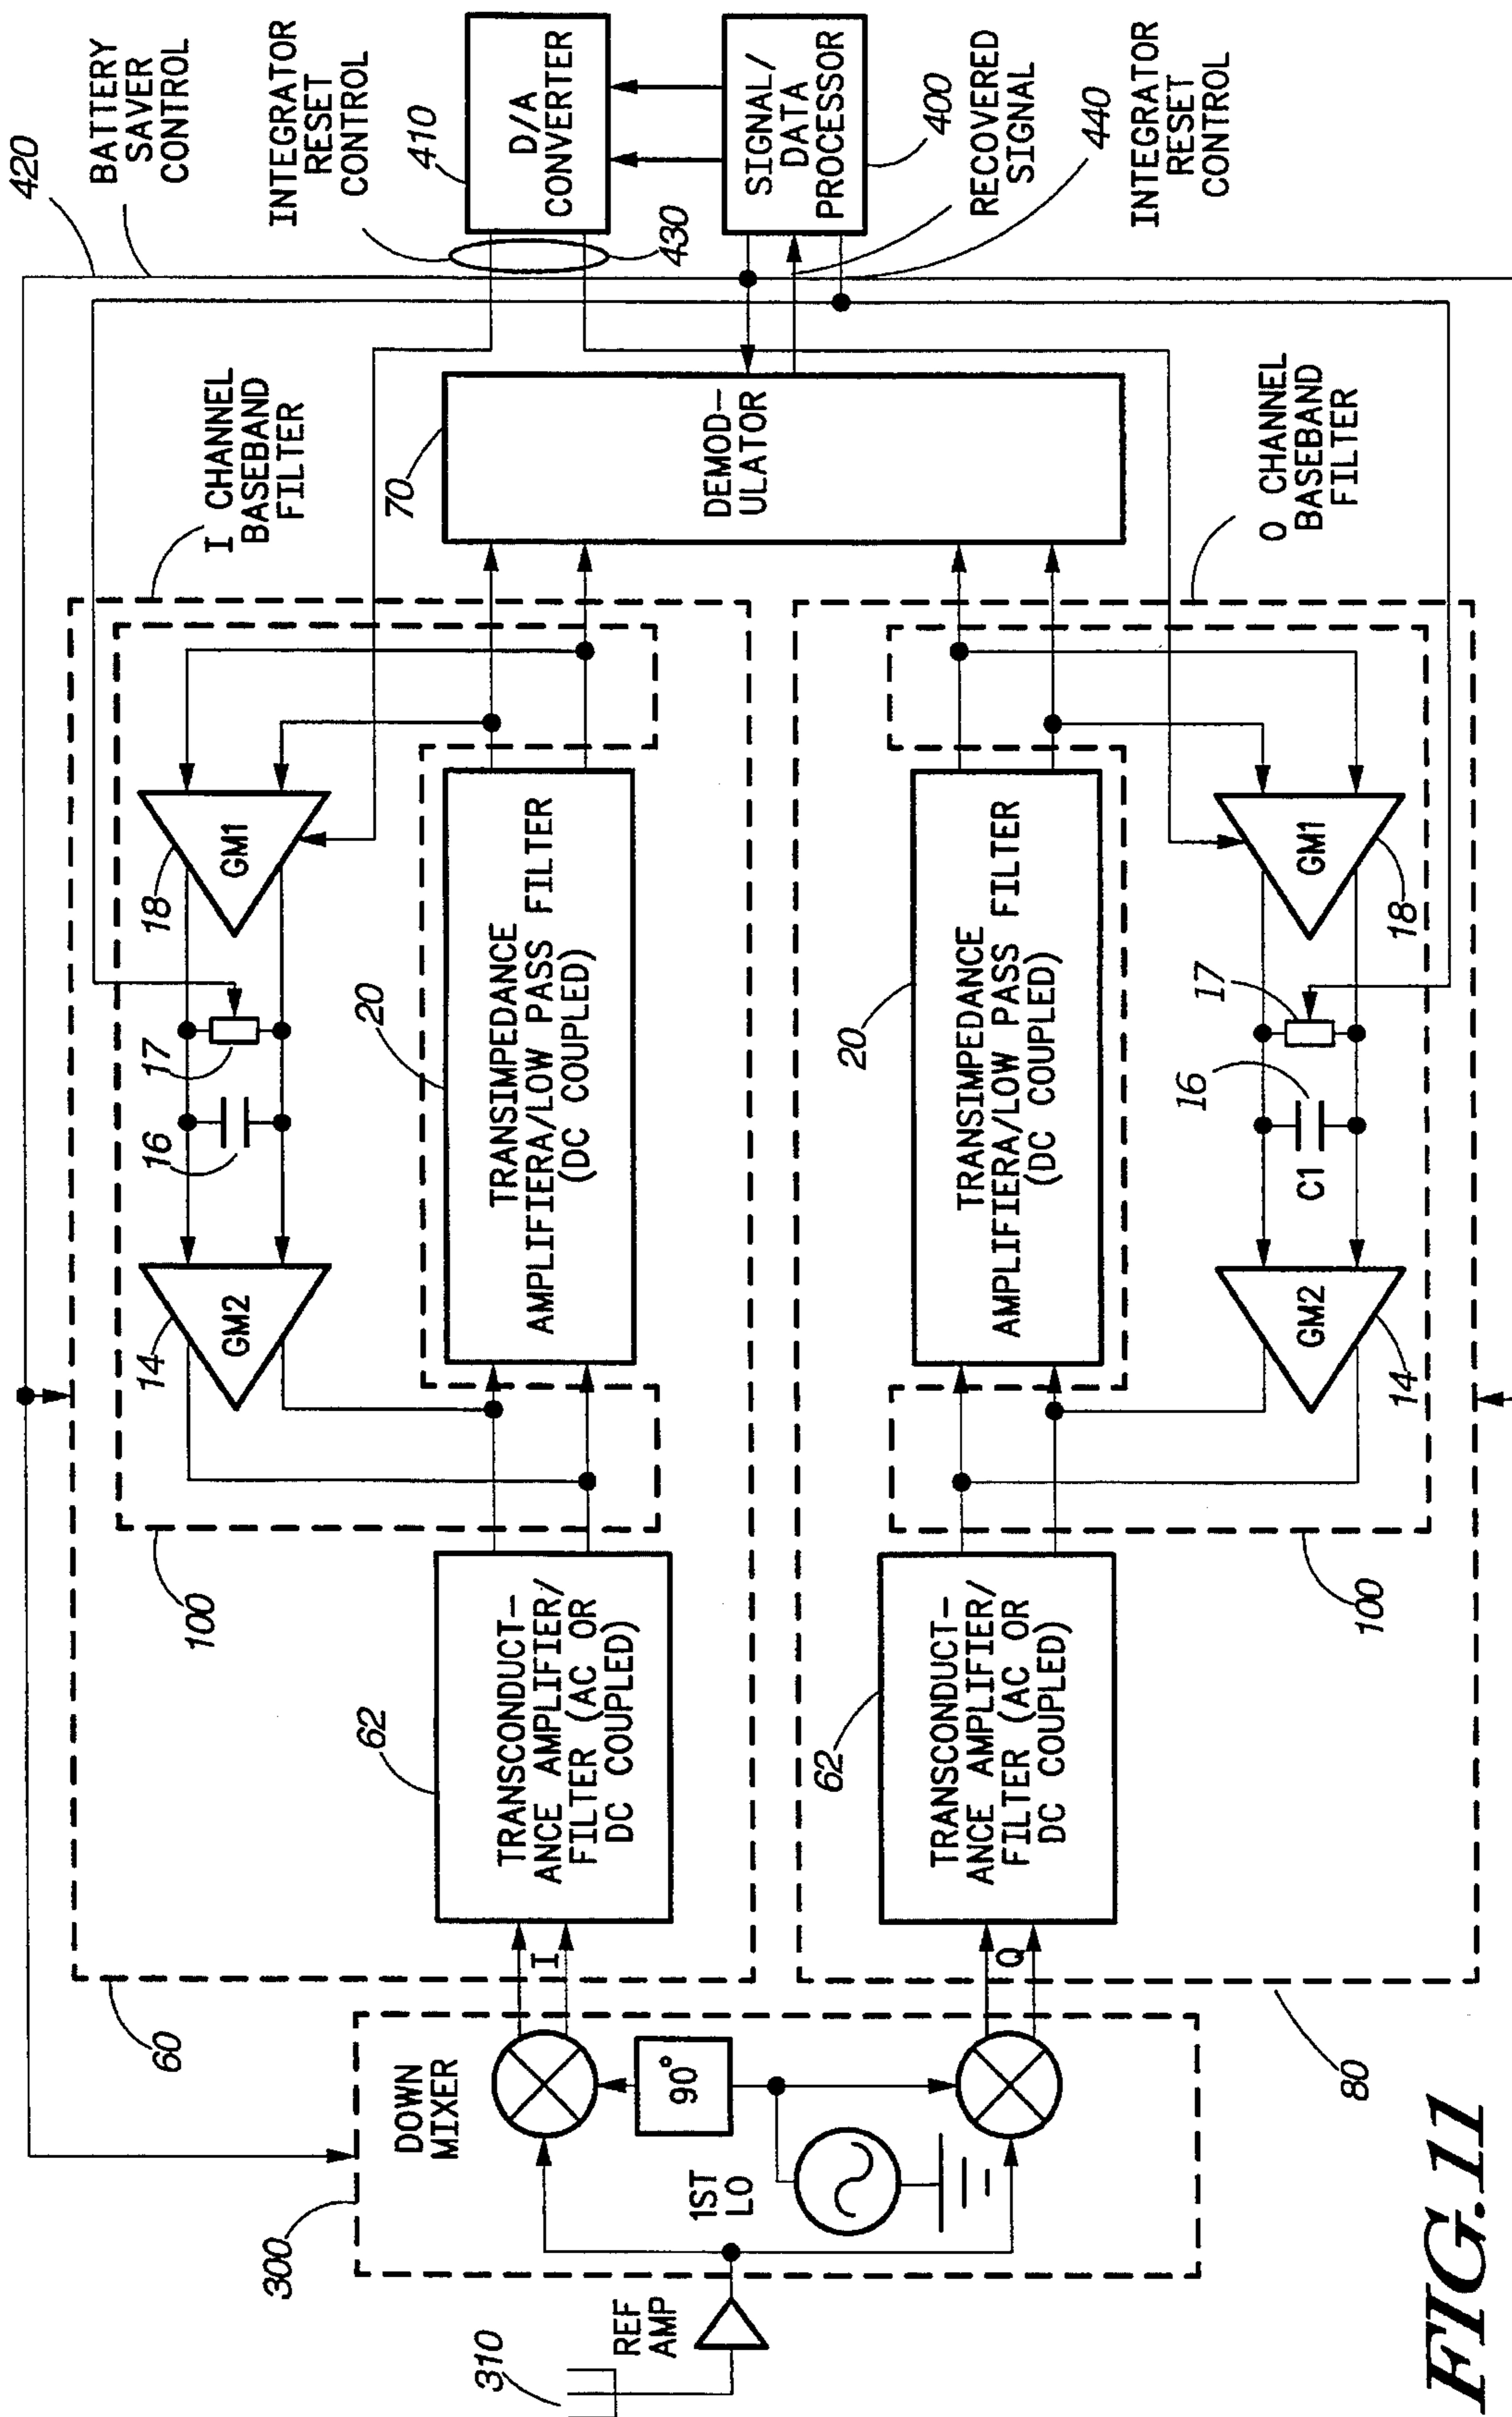 310
REF
AMP
300
DOWN
MIXER
1ST
LO
90°
I
Q
60
80
62
TRANSCONDUCT-
ANCE AMPLIFIER/
FILTER (AC OR
DC COUPLED)
62
TRANSCONDUCT-
ANCE AMPLIFIER/
FILTER (AC OR
DC COUPLED)
100
100
14
GM2
16
17
18
GM1
20
TRANSIMPEDANCE
AMPLIFIERA/LOW PASS FILTER
(DC COUPLED)
20
TRANSIMPEDANCE
AMPLIFIERA/LOW PASS FILTER
(DC COUPLED)
14
GM2
C1
16
17
18
GM1
I CHANNEL
BASEBAND
FILTER
O CHANNEL
BASEBAND
FILTER
70
DEMOD-
ULATOR
420
BATTERY
SAVER
CONTROL
INTEGRATOR
RESET
CONTROL
430
410
D/A
CONVERTER
SIGNAL/
DATA
PROCESSOR
400
RECOVERED
SIGNAL
440
INTEGRATOR
RESET
CONTROL
FIG.11